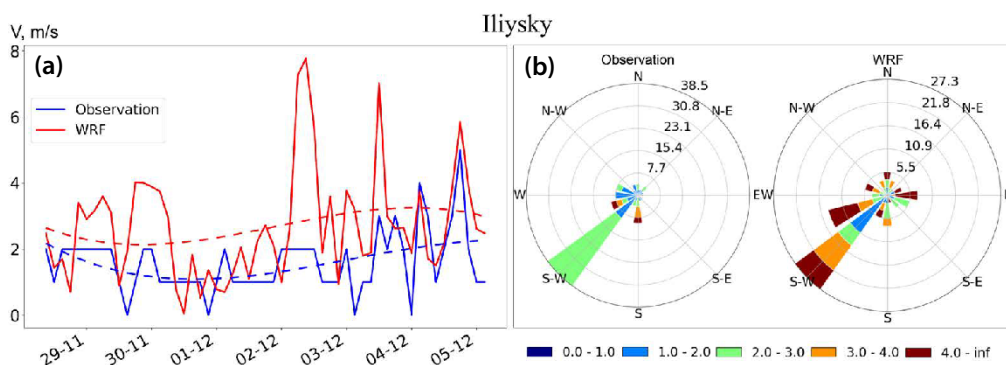 Iliysky
V, m/s
(a)
8
6
4
2
0
Observation
WRF
29-11
30-11
01-12
02-12
03-12
04-12
05-12
(b)
Observation
N
N-W
N-E
W
E
S-W
S-E
S
38.5
30.8
23.1
15.4
7.7
WRF
N
N-W
N-E
W
S-W
S-E
S
27.3
21.8
16.4
10.9
5.5
0.0 - 1.0
1.0 - 2.0
2.0 - 3.0
3.0 - 4.0
4.0 - inf